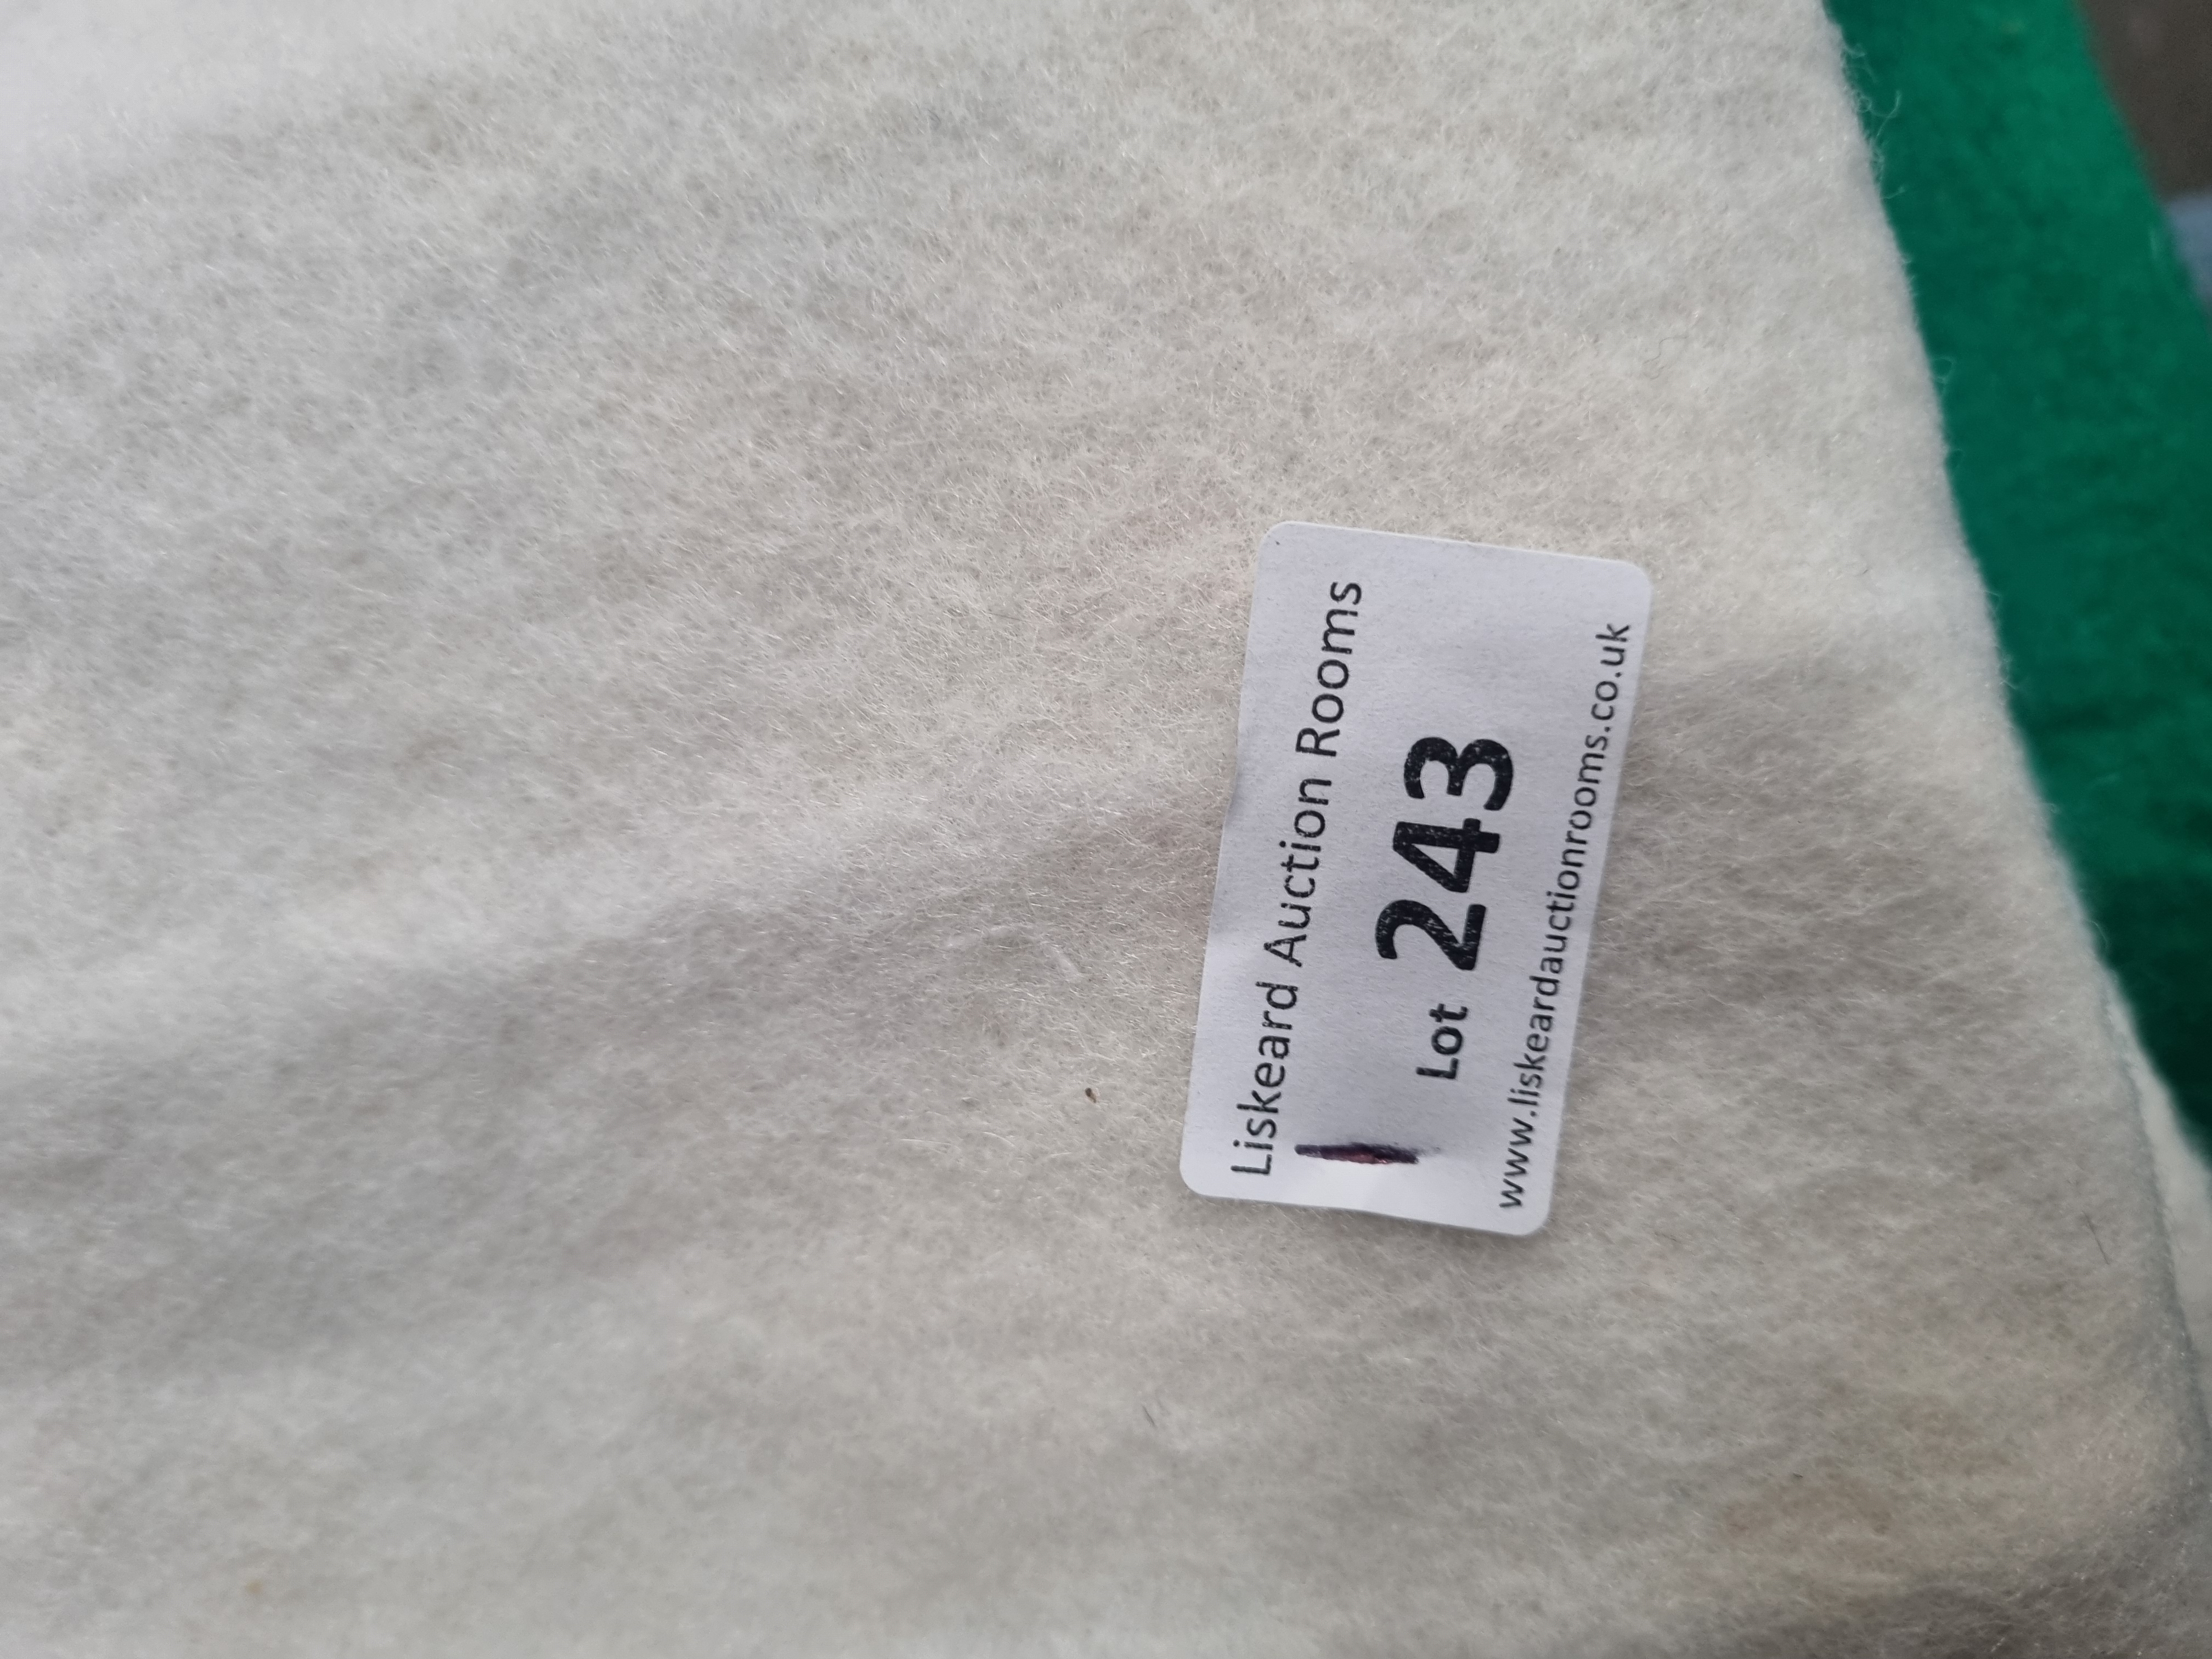 Liskeard Auction Rooms
Lot 243
www.liskeardauctionrooms.co.uk